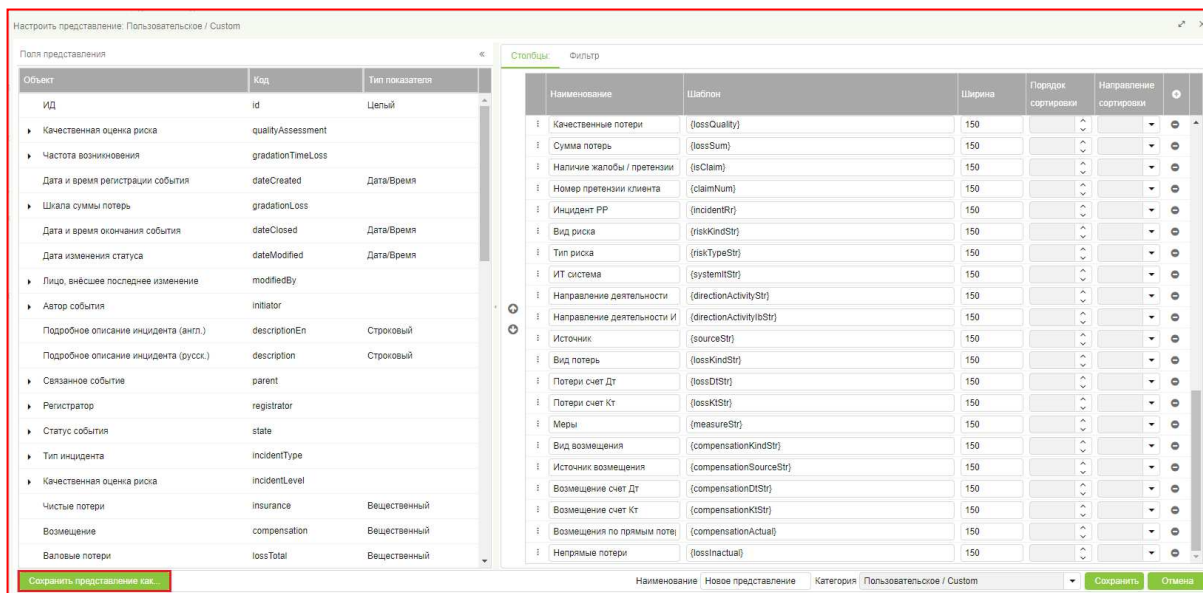 Настроить представление: Пользовательское / Custom
Поля представления
Объект Код Тип показателя
ИД id Целый
Качественная оценка риска qualityAssessment
Частота возникновения gradationTimeLoss
Дата и время регистрации события dateCreated Дата/Время
Шкала суммы потерь gradationLoss
Дата и время окончания события dateClosed Дата/Время
Дата изменения статуса dateModified Дата/Время
Лицо, внёсшее последнее изменение modifiedBy
Автор события initiator
Подробное описание инцидента (англ.) descriptionEn Строковый
Подробное описание инцидента (русск.) description Строковый
Связанное событие parent
Регистратор registrator
Статус события state
Тип инцидента incidentType
Качественная оценка риска incidentLevel
Чистые потери insurance Вещественный
Возмещение compensation Вещественный
Валовые потери lossTotal Вещественный
Столбцы: Фильтр
Наименование Шаблон Ширина Порядок сортировки Направление сортировки
Качественные потери {lossQuality} 150
Сумма потерь {lossSum} 150
Наличие жалобы / претензии {isClaim} 150
Номер претензии клиента {claimNum} 150
Инцидент РР {incidentRr} 150
Вид риска {riskKindStr} 150
Тип риска {riskTypeStr} 150
ИТ система {systemItStr} 150
Направление деятельности {directionActivityStr} 150
Направление деятельности И {directionActivityIbStr} 150
Источник {sourceStr} 150
Вид потерь {lossKindStr} 150
Потери счет Дт {lossDtStr} 150
Потери счет Кт {lossKtStr} 150
Меры {measureStr} 150
Вид возмещения {compensationKindStr} 150
Источник возмещения {compensationSourceStr} 150
Возмещение счет Дт {compensationDtStr} 150
Возмещение счет Кт {compensationKtStr} 150
Возмещения по прямым поте {compensationActual} 150
Непрямые потери {lossInactual} 150
Сохранить представление как... Наименование Новое представление Категория Пользовательское / Custom Сохранить Отмена